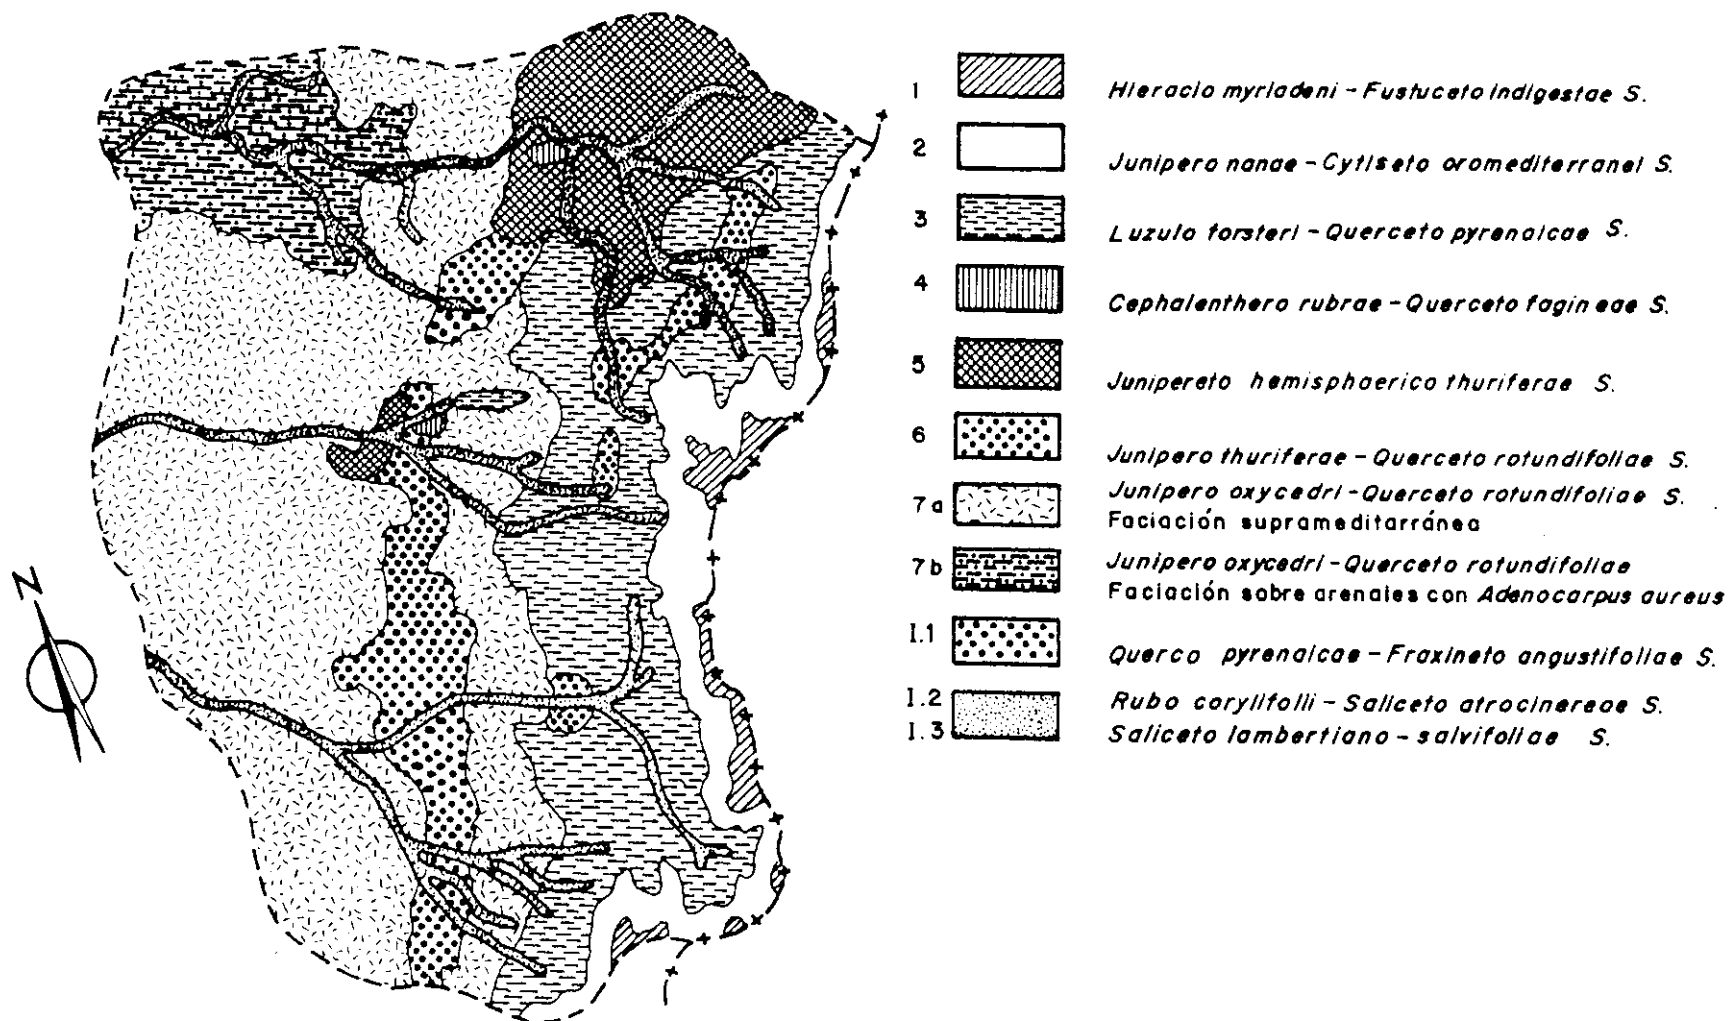 1 Hieracio myriadeni - Fustuceto indigestae S.
2 Junipero nanae - Cytiseto oromediterranei S.
3 Luzulo forsteri - Querceto pyrenaicae S.
4 Cephalenthero rubrae - Querceto fagineae S.
5 Junipereto hemisphaerico thuriferae S.
6 Junipero thuriferae - Querceto rotundifoliae S.
7a Junipero oxycedri - Querceto rotundifoliae S.
Faciación supramediterránea
7b Junipero oxycedri - Querceto rotundifoliae
Faciación sobre arenales con Adenocarpus aureus
I.1 Querco pyrenaicae - Fraxineto angustifoliae S.
I.2 Rubo corylifolii - Saliceto atrocinereae S.
I.3 Saliceto lambertiano - salvifoliae S.
N